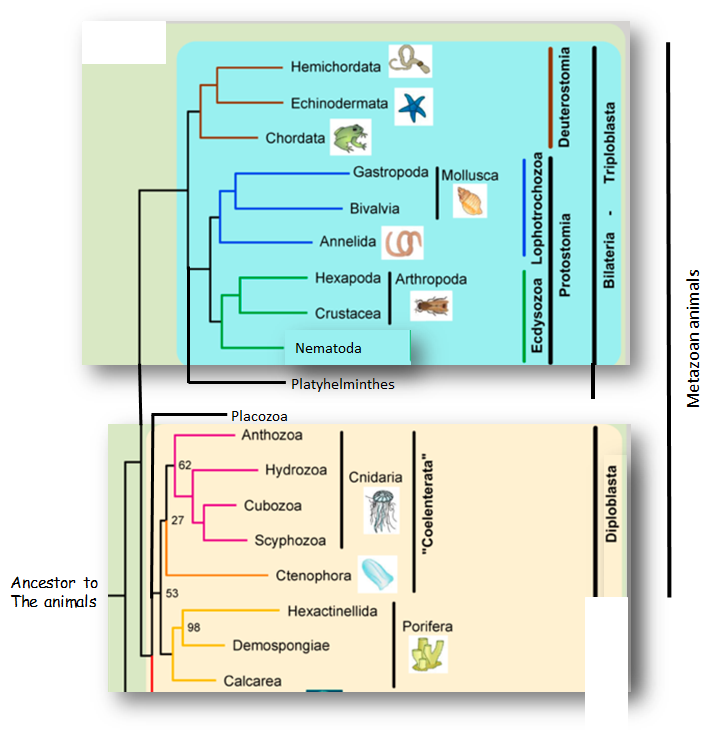 Hemichordata
Echinodermata
Chordata
Gastropoda
Mollusca
Bivalvia
Annelida
Hexapoda
Arthropoda
Crustacea
Nematoda
Platyhelminthes
Deuterostomia
Lophotrochozoa
Ecdysozoa
Protostomia
Bilateria - Triploblasta
Metazoan animals
Placozoa
Anthozoa
62
Hydrozoa
Cnidaria
Cubozoa
27
Scyphozoa
"Coelenterata"
Diploblasta
Ctenophora
Ancestor to
The animals
53
Hexactinellida
98
Porifera
Demospongiae
Calcarea